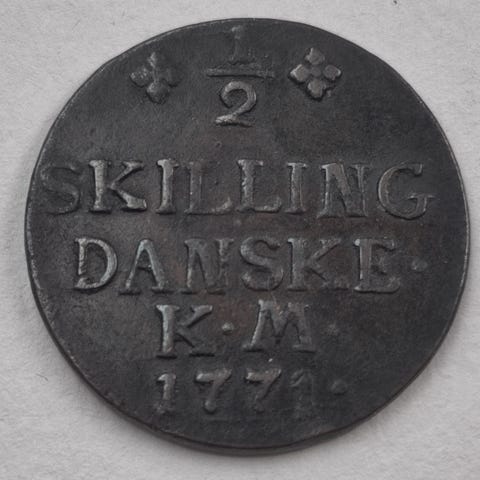 1/2
SKILLING
DANSKE·
K·M
1771·